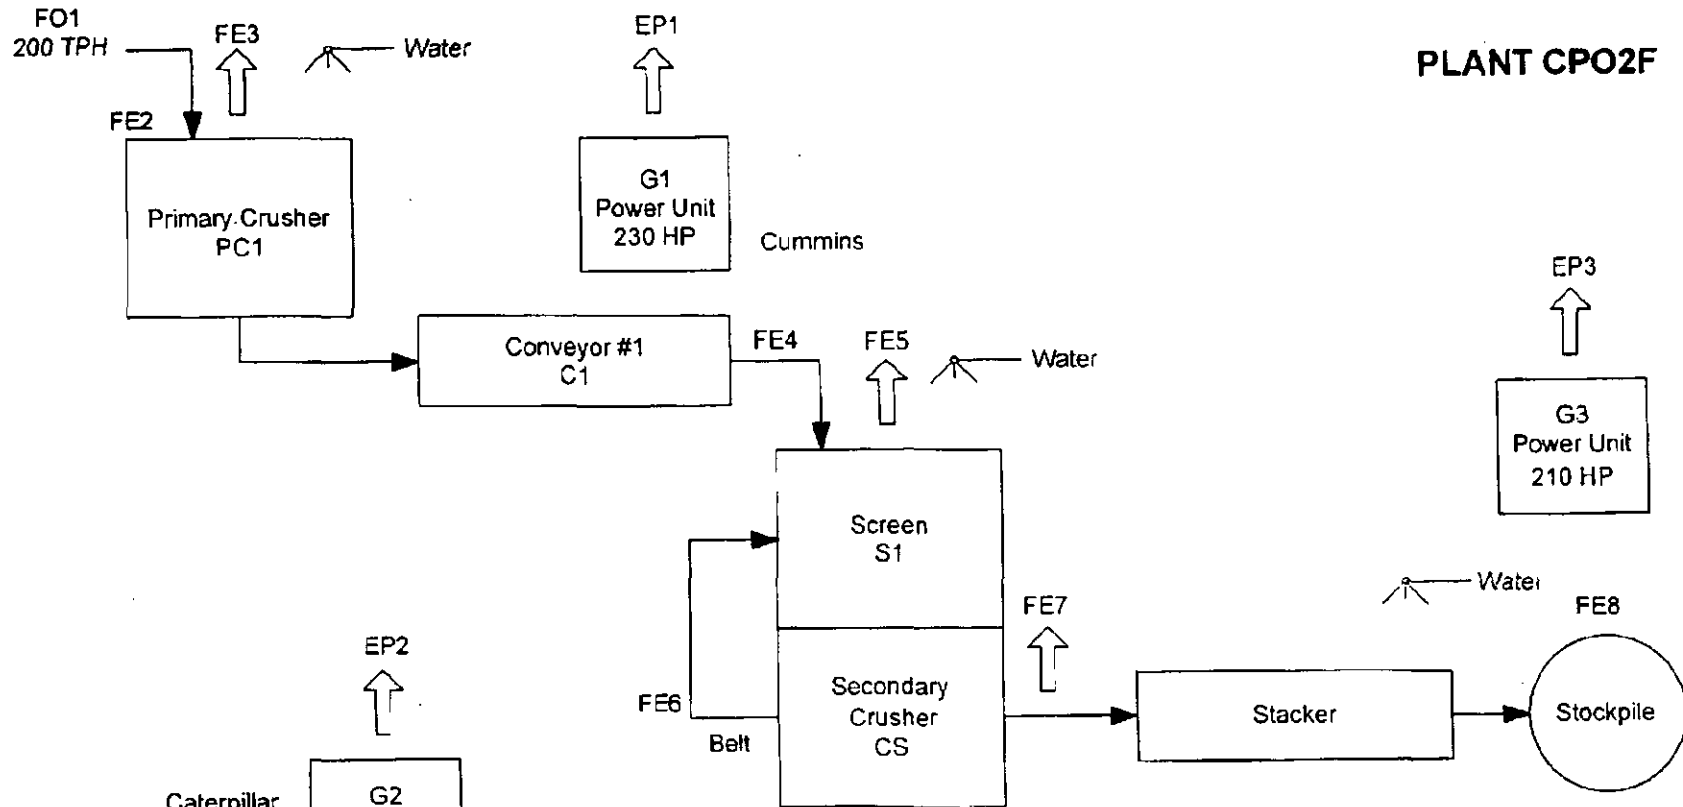 FO1
200 TPH
FE3
Water
EP1
PLANT CPO2F
FE2
Primary Crusher
PC1
G1
Power Unit
230 HP
Cummins
EP3
Conveyor #1
C1
FE4
FE5
Water
G3
Power Unit
210 HP
Screen
S1
Water
FE7
FE8
EP2
FE6
Belt
Secondary
Crusher
CS
Stacker
Stockpile
Caterpillar
G2